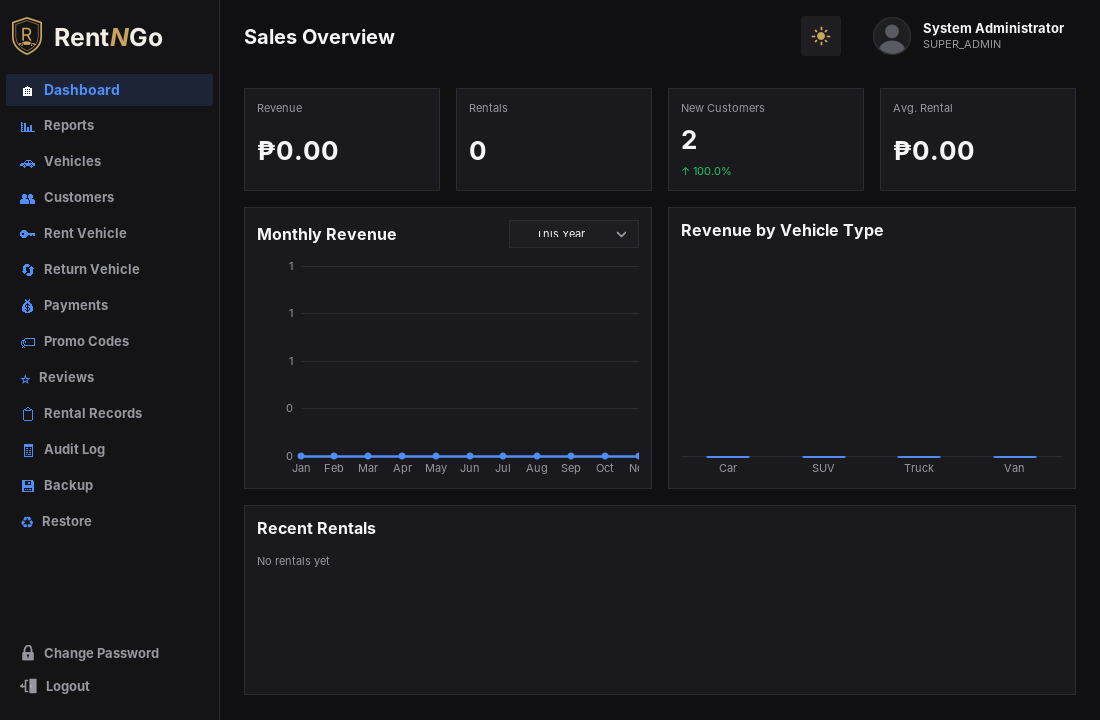 RentNGo
Dashboard
Reports
Vehicles
Customers
Rent Vehicle
Return Vehicle
Payments
Promo Codes
Reviews
Rental Records
Audit Log
Backup
Restore
Change Password
Logout
Sales Overview
System Administrator
SUPER_ADMIN
Revenue
₱0.00
Rentals
0
New Customers
2
↑ 100.0%
Avg. Rental
₱0.00
Monthly Revenue
This Year
1
1
1
0
0
Jan Feb Mar Apr May Jun Jul Aug Sep Oct
Revenue by Vehicle Type
Car SUV Truck Van
Recent Rentals
No rentals yet